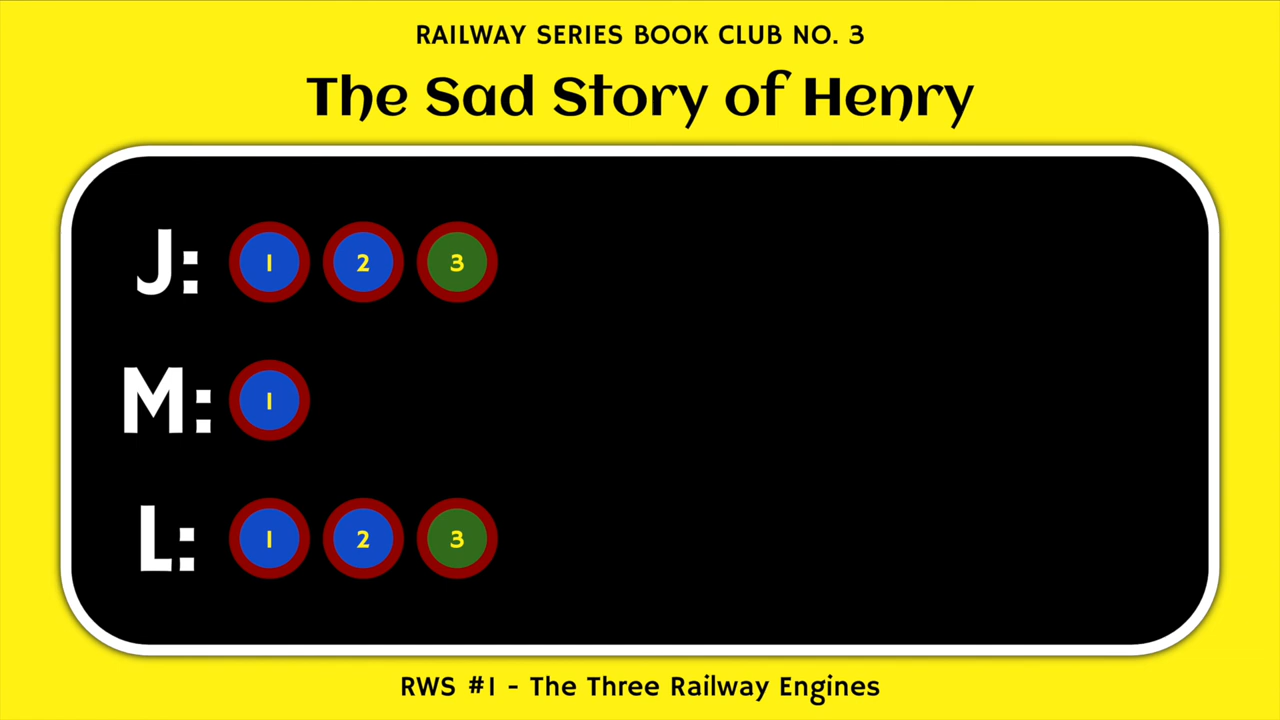 RAILWAY SERIES BOOK CLUB NO. 3
The Sad Story of Henry
J: 1 2 3
M: 1
L: 1 2 3
RWS #1 - The Three Railway Engines